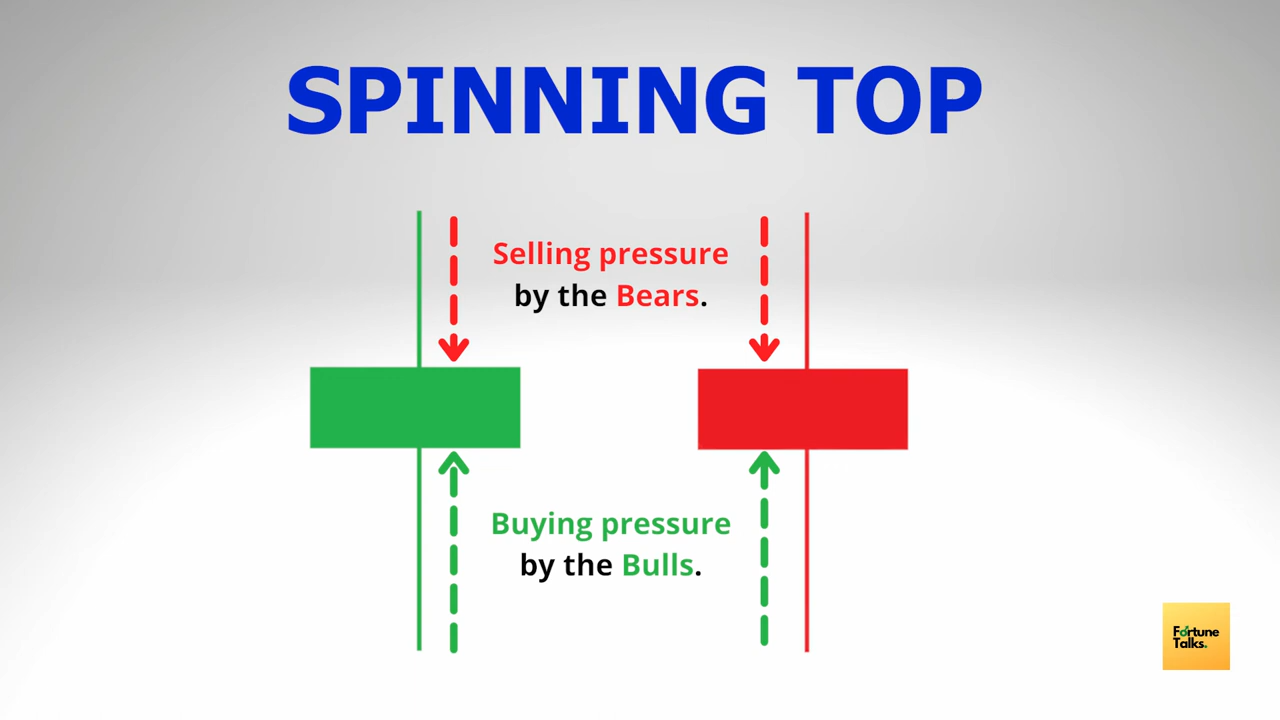 SPINNING TOP
Selling pressure
by the Bears.
Buying pressure
by the Bulls.
Fortune
Talks.